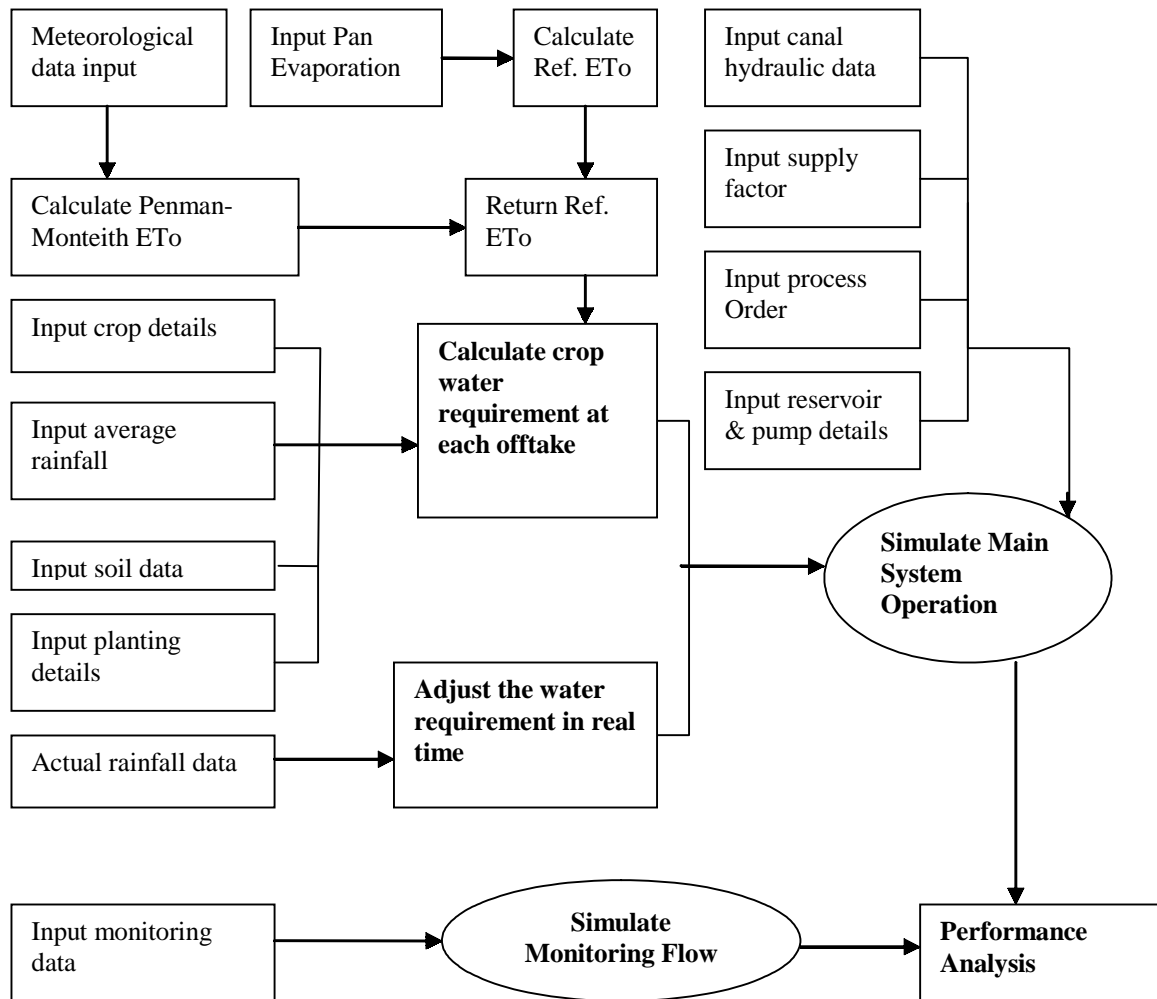 Meteorological
data input
Input Pan
Evaporation
Calculate
Ref. ETo
Input canal
hydraulic data
Input supply
factor
Calculate Penman-
Monteith ETo
Return Ref.
ETo
Input process
Order
Input crop details
Calculate crop
water
requirement at
each offtake
Input reservoir
& pump details
Input average
rainfall
Simulate Main
System
Operation
Input soil data
Input planting
details
Adjust the water
requirement in real
time
Actual rainfall data
Input monitoring
data
Simulate
Monitoring Flow
Performance
Analysis